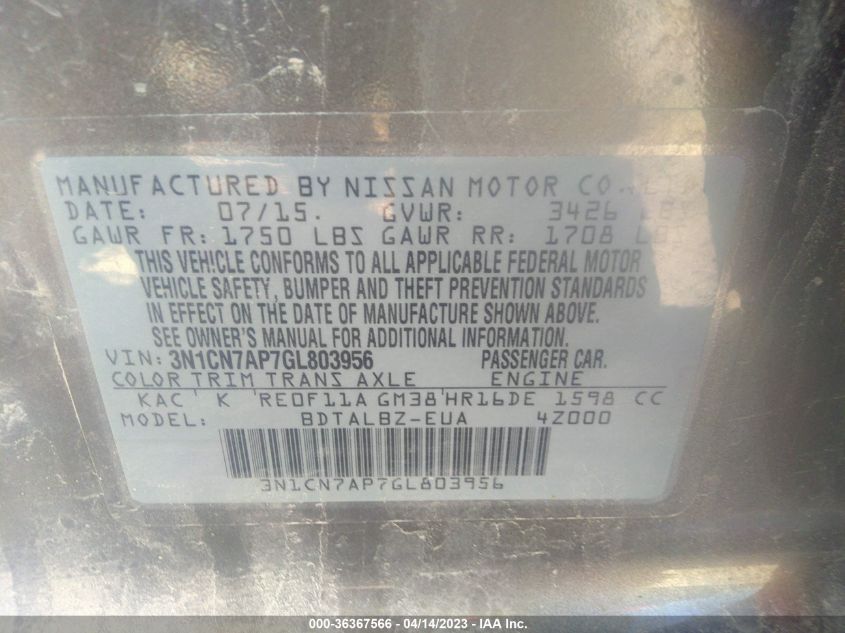 MANUFACTURED BY NISSAN MOTOR CO.
DATE: 07/15. GVWR: 3426 LBS
GAWR FR: 1750 LBS GAWR RR: 1708 LBS
THIS VEHICLE CONFORMS TO ALL APPLICABLE FEDERAL MOTOR
VEHICLE SAFETY, BUMPER AND THEFT PREVENTION STANDARDS
IN EFFECT ON THE DATE OF MANUFACTURE SHOWN ABOVE.
SEE OWNER'S MANUAL FOR ADDITIONAL INFORMATION.
VIN: 3N1CN7AP7GL803956 PASSENGER CAR.
COLOR TRIM TRANS AXLE ENGINE
KAC K RE0F11A GM38 HR16DE 1598 CC
MODEL: BDTALBZ-EUA 4Z000
3N1CN7AP7GL803956
000-36367566 - 04/14/2023 - IAA Inc.